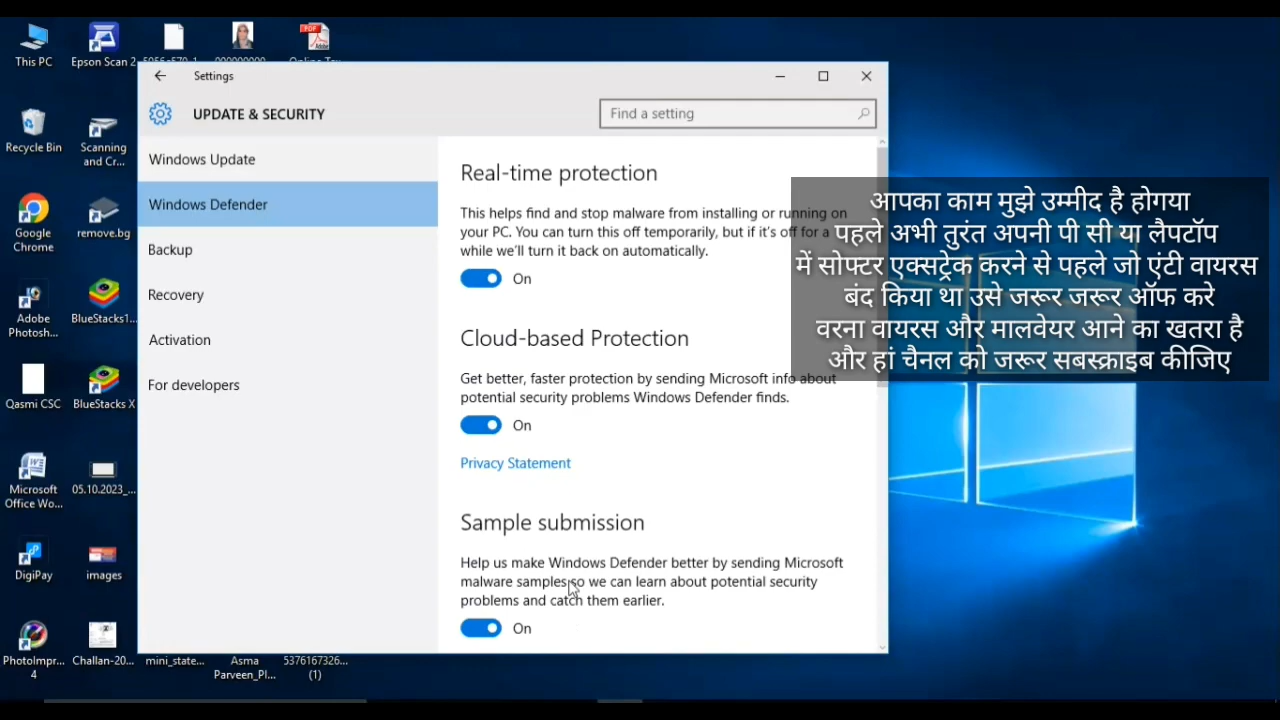 This PC
Epson Scan 2
Recycle Bin
Scanning
and Cr...
Google
Chrome
remove.bg
Adobe
Photosh...
BlueStacks1...
Qasmi CSC
BlueStacks X
Microsoft
Office Wo...
05.10.2023_...
DigiPay
images
PhotoImpr...
4
Challan-20...
mini_state...
Asma
Parveen_Pl...
5376167326...
(1)
PDF
Adobe
Settings
UPDATE & SECURITY
Find a setting
Windows Update
Windows Defender
Backup
Recovery
Activation
For developers
Real-time protection
This helps find and stop malware from installing or running on
your PC. You can turn this off temporarily, but if it's off for a
while we'll turn it back on automatically.
On
Cloud-based Protection
Get better, faster protection by sending Microsoft info about
potential security problems Windows Defender finds.
On
Privacy Statement
Sample submission
Help us make Windows Defender better by sending Microsoft
malware samples so we can learn about potential security
problems and catch them earlier.
On
आपका काम मुझे उम्मीद है होगया
पहले अभी तुरंत अपनी पी सी या लैपटॉप
में सोफ्टर एक्सट्रेक करने से पहले जो एंटी वायरस
बंद किया था उसे जरूर जरूर ऑफ करे
वरना वायरस और मालवेयर आने का खतरा है
और हां चैनल को जरूर सबस्क्राइब कीजिए